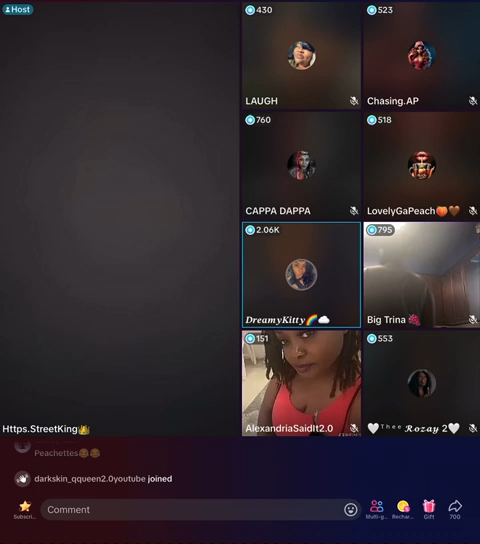 Host
430
LAUGH
523
Chasing.AP
760
CAPPA DAPPA
518
LovelyGaPeach🍑🤎
2.06K
DreamyKitty🌈☁️
795
Big Trina 🍇
Https.StreetKing👑
151
AlexandriaSaidIt2.0
553
🤍ᵀʰᵉᵉ 𝓡𝓸𝔃𝓪𝔂 2🤍
Peachettes
darkskin_qqueen2.0youtube joined
Subscri...
Comment
Multi-g...
Rechar...
Gift
700